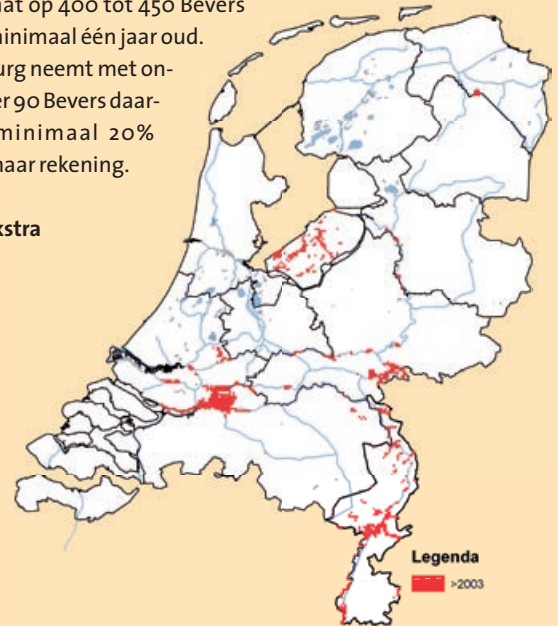 at op 400 tot 450 Bevers
minimaal één jaar oud.
urg neemt met on-
er 90 Bevers daar-
minimaal 20%
haar rekening.
kstra
Legenda
>2003